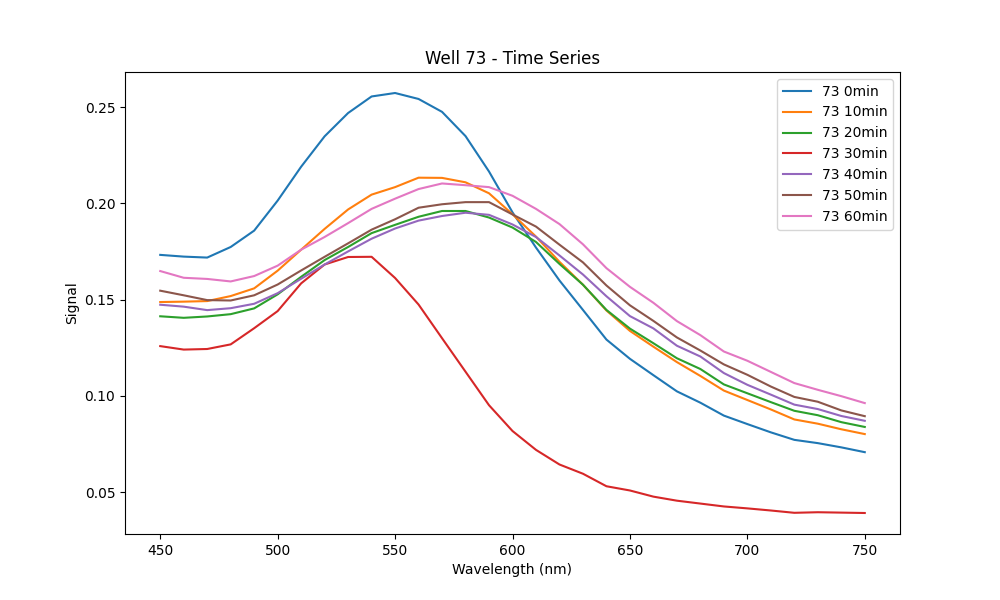 Well 73 - Time Series
73 0min
73 10min
73 20min
73 30min
73 40min
73 50min
73 60min
Signal
0.25
0.20
0.15
0.10
0.05
450 500 550 600 650 700 750
Wavelength (nm)